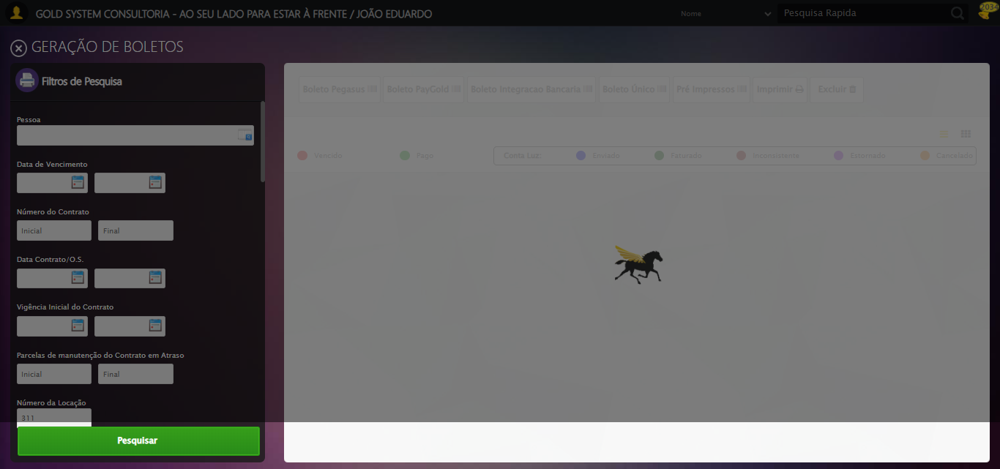 GOLD SYSTEM CONSULTORIA - AO SEU LADO PARA ESTAR À FRENTE / JOÃO EDUARDO
Nome
Pesquisa Rapida
2034
GERAÇÃO DE BOLETOS
Filtros de Pesquisa
Pessoa
Data de Vencimento
Número do Contrato
Inicial Final
Data Contrato/O.S.
Vigência Inicial do Contrato
Parcelas de manutenção do Contrato em Atraso
Inicial Final
Número da Locação
311
Pesquisar
Boleto Pegasus Boleto PayGold Boleto Integracao Bancaria Boleto Único Pré Impressos Imprimir Excluir
Vencido Pago Conta Luz: Enviado Faturado Inconsistente Estornado Cancelado